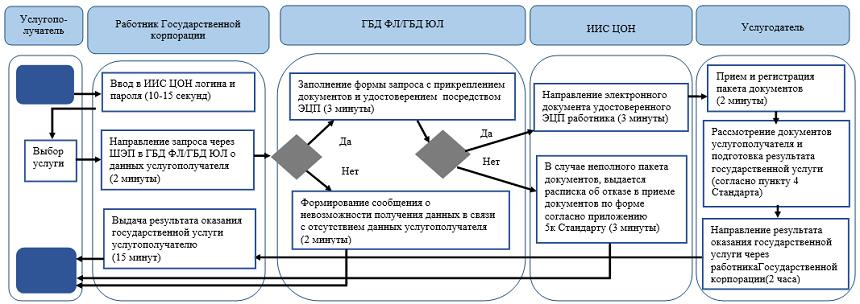 Услугопо-
лучатель
Работник Государственной
корпорации
ГБД ФЛ/ГБД ЮЛ
ИИС ЦОН
Услугодатель
Ввод в ИИС ЦОН логина и
пароля (10-15 секунд)
Выбор
услуги
Направление запроса через
ШЭП в ГБД ФЛ/ГБД ЮЛ о
данных услугополучателя
(2 минуты)
Выдача результата оказания
государственной услуги
услугополучателю
(15 минут)
Заполнение формы запроса с прикреплением
документов и удостоверением посредством
ЭЦП (3 минуты)
Да
Нет
Формирование сообщения о
невозможности получения данных в связи
с отсутствием данных услугополучателя
(2 минуты)
Да
Нет
Направление электронного
документа удостоверенного
ЭЦП работника (3 минуты)
В случае неполного пакета
документов, выдается
расписка об отказе в приеме
документов по форме
согласно приложению
5к Стандарту (3 минуты)
Прием и регистрация
пакета документов
(2 минуты)
Рассмотрение документов
услугополучателя и
подготовка результата
государственной услуги
(согласно пункту 4
Стандарта)
Направление результата
оказания государственной
услуги через
работникаГосударственной
корпорации(2 часа)